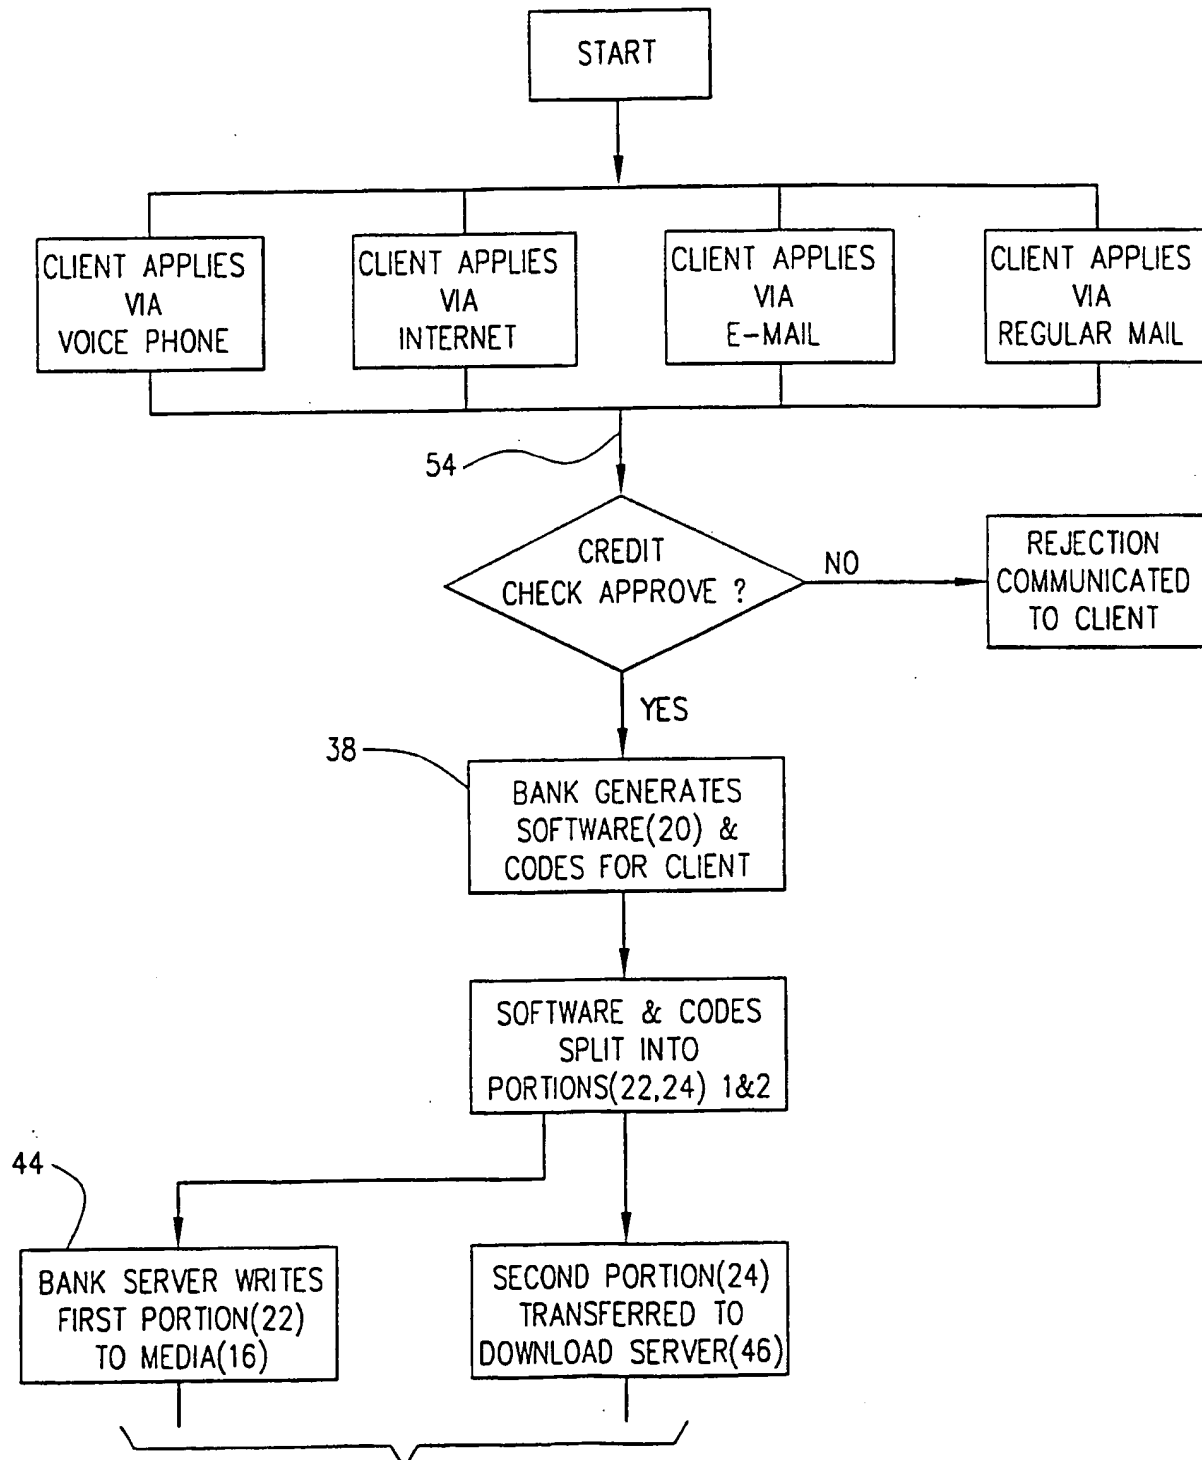 START
CLIENT APPLIES
VIA
VOICE PHONE
CLIENT APPLIES
VIA
INTERNET
CLIENT APPLIES
VIA
E-MAIL
CLIENT APPLIES
VIA
REGULAR MAIL
54
CREDIT
CHECK APPROVE ?
NO
REJECTION
COMMUNICATED
TO CLIENT
YES
38
BANK GENERATES
SOFTWARE(20) &
CODES FOR CLIENT
SOFTWARE & CODES
SPLIT INTO
PORTIONS(22,24) 1&2
44
BANK SERVER WRITES
FIRST PORTION(22)
TO MEDIA(16)
SECOND PORTION(24)
TRANSFERRED TO
DOWNLOAD SERVER(46)